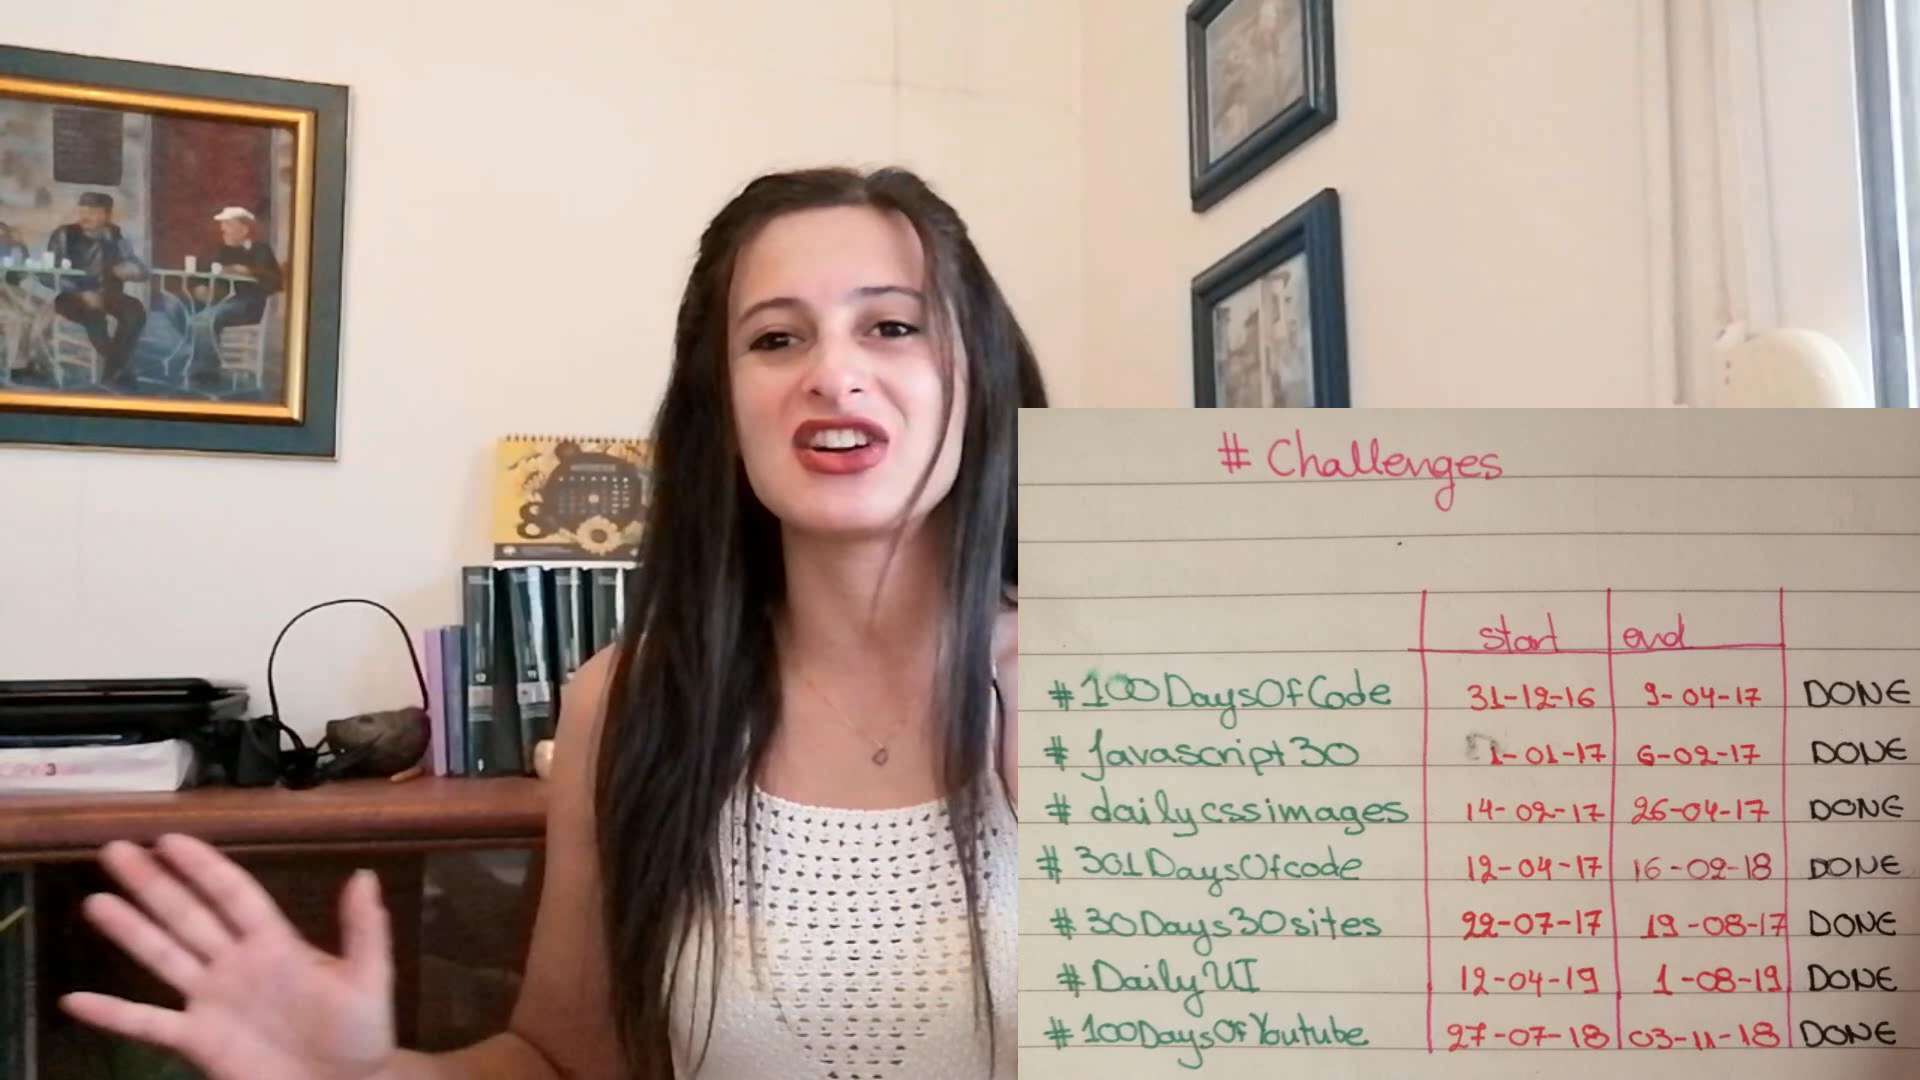 # Challenges
start end
#100DaysOfCode 31-12-16 9-04-17 DONE
# Javascript30 1-01-17 6-02-17 DONE
# dailycssimages 14-02-17 26-04-17 DONE
# 301DaysOfcode 12-04-17 16-02-18 DONE
#30Days30sites 22-07-17 19-08-17 DONE
#DailyUI 12-04-19 1-08-19 DONE
#100DaysOfYoutube 27-07-18 03-11-18 DONE
8